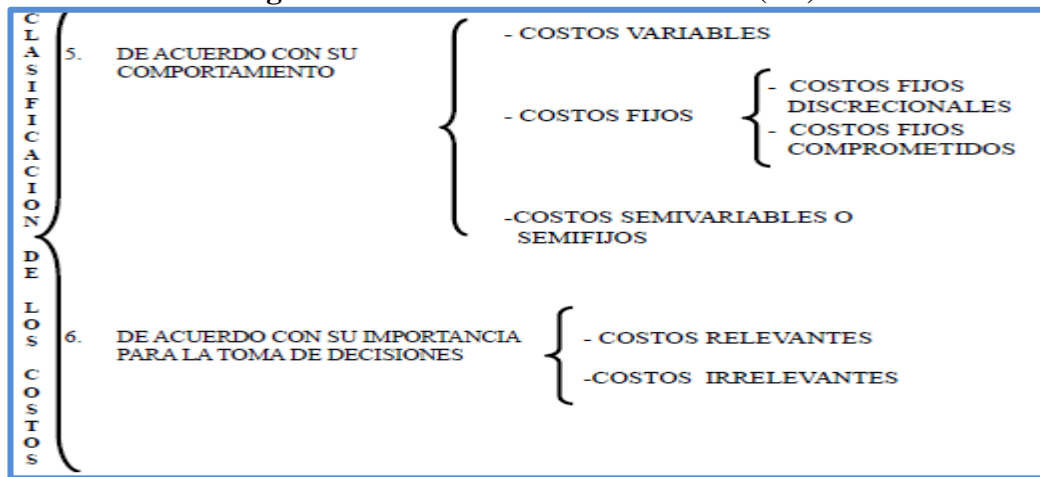 CLASIFICACION DE LOS COSTOS
5. DE ACUERDO CON SU
COMPORTAMIENTO
- COSTOS VARIABLES
- COSTOS FIJOS
- COSTOS FIJOS
DISCRECIONALES
- COSTOS FIJOS
COMPROMETIDOS
-COSTOS SEMIVARIABLES O
SEMIFIJOS
6. DE ACUERDO CON SU IMPORTANCIA
PARA LA TOMA DE DECISIONES
- COSTOS RELEVANTES
-COSTOS IRRELEVANTES